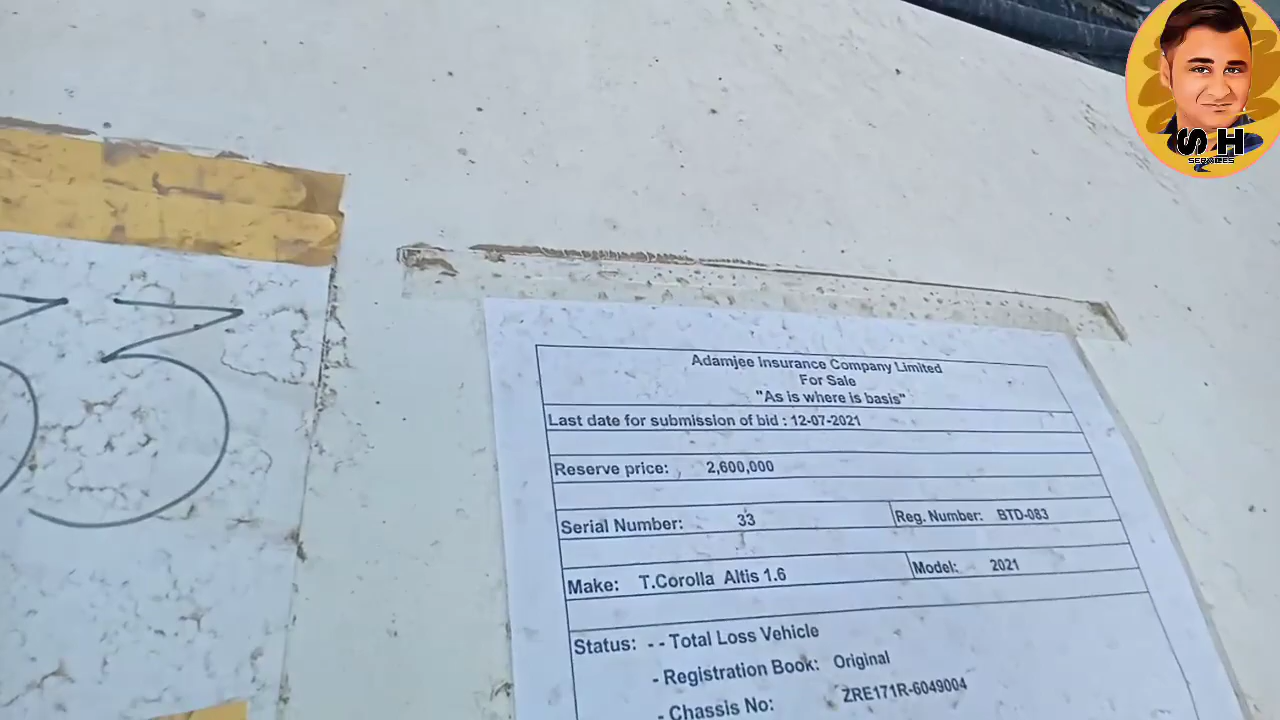 SH
SERVICES
33
Adamjee Insurance Company Limited
For Sale
"As is where is basis"
Last date for submission of bid : 12-07-2021
Reserve price: 2,600,000
Serial Number: 33 Reg. Number: BTD-083
Make: T.Corolla Altis 1.6 Model: 2021
Status: - - Total Loss Vehicle
- Registration Book: Original
- Chassis No: ZRE171R-6049004